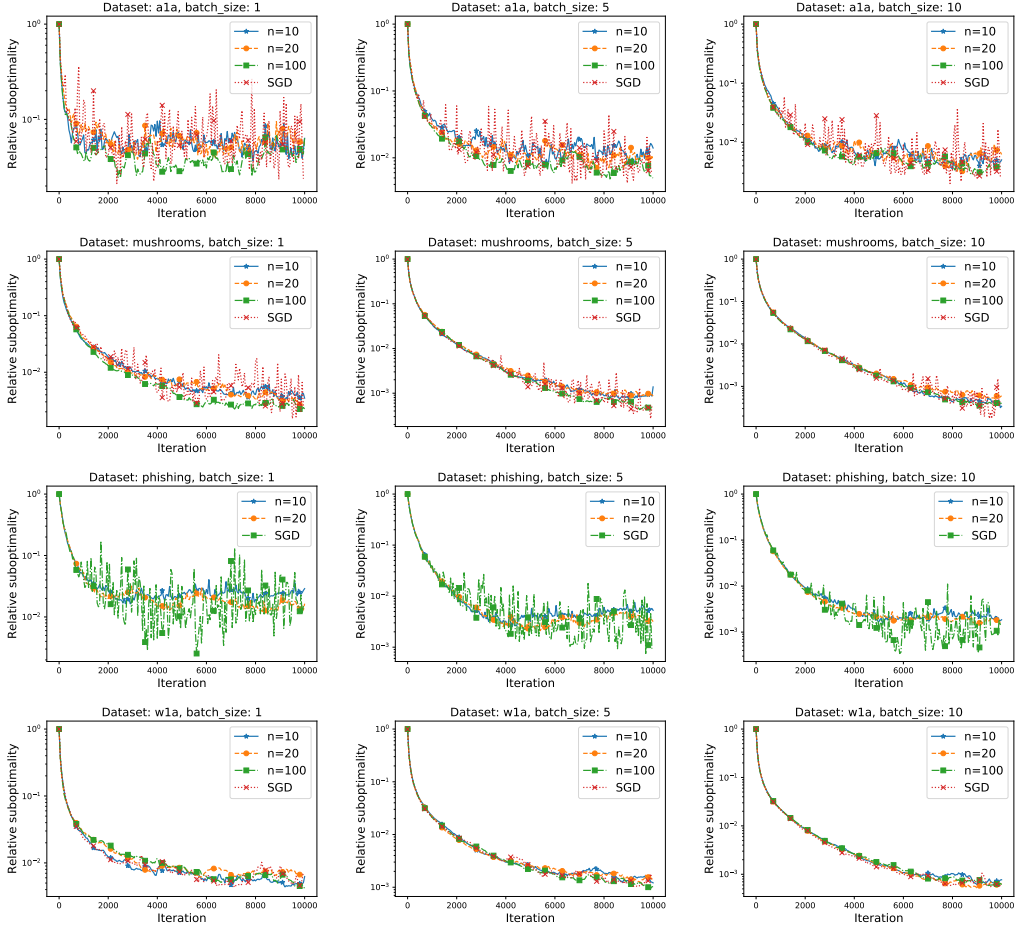 Dataset: a1a, batch_size: 1
Relative suboptimality
10⁰
10⁻¹
0 2000 4000 6000 8000 10000
Iteration
n=10
n=20
n=100
SGD
Dataset: a1a, batch_size: 5
Relative suboptimality
10⁰
10⁻¹
10⁻²
0 2000 4000 6000 8000 10000
Iteration
n=10
n=20
n=100
SGD
Dataset: a1a, batch_size: 10
Relative suboptimality
10⁰
10⁻¹
10⁻²
0 2000 4000 6000 8000 10000
Iteration
n=10
n=20
n=100
SGD
Dataset: mushrooms, batch_size: 1
Relative suboptimality
10⁰
10⁻¹
10⁻²
0 2000 4000 6000 8000 10000
Iteration
n=10
n=20
n=100
SGD
Dataset: mushrooms, batch_size: 5
Relative suboptimality
10⁰
10⁻¹
10⁻²
10⁻³
0 2000 4000 6000 8000 10000
Iteration
n=10
n=20
n=100
SGD
Dataset: mushrooms, batch_size: 10
Relative suboptimality
10⁰
10⁻¹
10⁻²
10⁻³
0 2000 4000 6000 8000 10000
Iteration
n=10
n=20
n=100
SGD
Dataset: phishing, batch_size: 1
Relative suboptimality
10⁰
10⁻¹
10⁻²
0 2000 4000 6000 8000 10000
Iteration
n=10
n=20
SGD
Dataset: phishing, batch_size: 5
Relative suboptimality
10⁰
10⁻¹
10⁻²
10⁻³
0 2000 4000 6000 8000 10000
Iteration
n=10
n=20
SGD
Dataset: phishing, batch_size: 10
Relative suboptimality
10⁰
10⁻¹
10⁻²
10⁻³
0 2000 4000 6000 8000 10000
Iteration
n=10
n=20
SGD
Dataset: w1a, batch_size: 1
Relative suboptimality
10⁰
10⁻¹
10⁻²
0 2000 4000 6000 8000 10000
Iteration
n=10
n=20
n=100
SGD
Dataset: w1a, batch_size: 5
Relative suboptimality
10⁰
10⁻¹
10⁻²
10⁻³
0 2000 4000 6000 8000 10000
Iteration
n=10
n=20
n=100
SGD
Dataset: w1a, batch_size: 10
Relative suboptimality
10⁰
10⁻¹
10⁻²
10⁻³
0 2000 4000 6000 8000 10000
Iteration
n=10
n=20
n=100
SGD